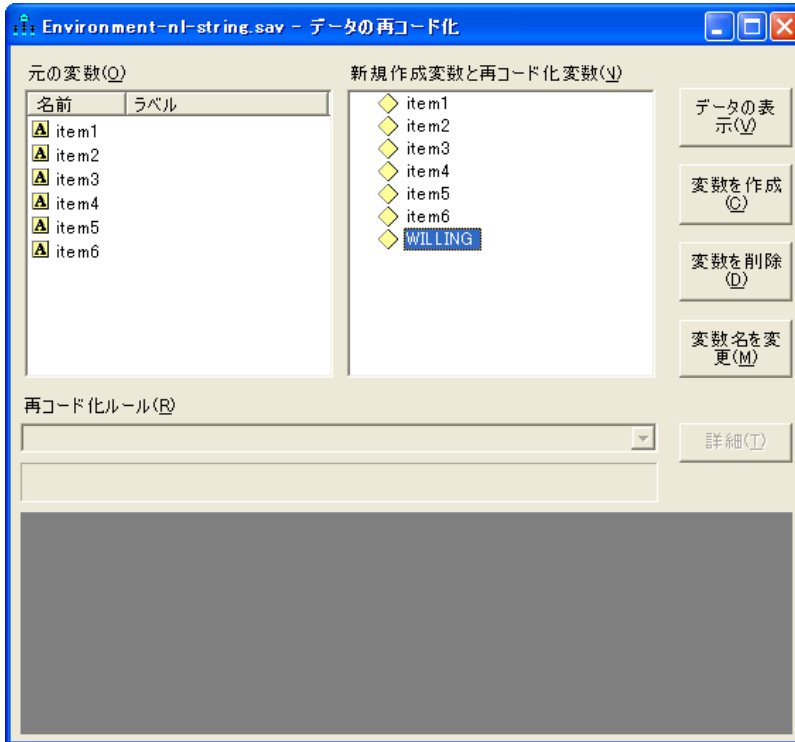 Environment-nl-string.sav - データの再コード化
元の変数(O)
新規作成変数と再コード化変数(V)
名前 ラベル
item1
item2
item3
item4
item5
item6
item1
item2
item3
item4
item5
item6
WILLING
データの表
示(V)
変数を作成
(C)
変数を削除
(D)
変数名を変
更(M)
再コード化ルール(R)
詳細(T)